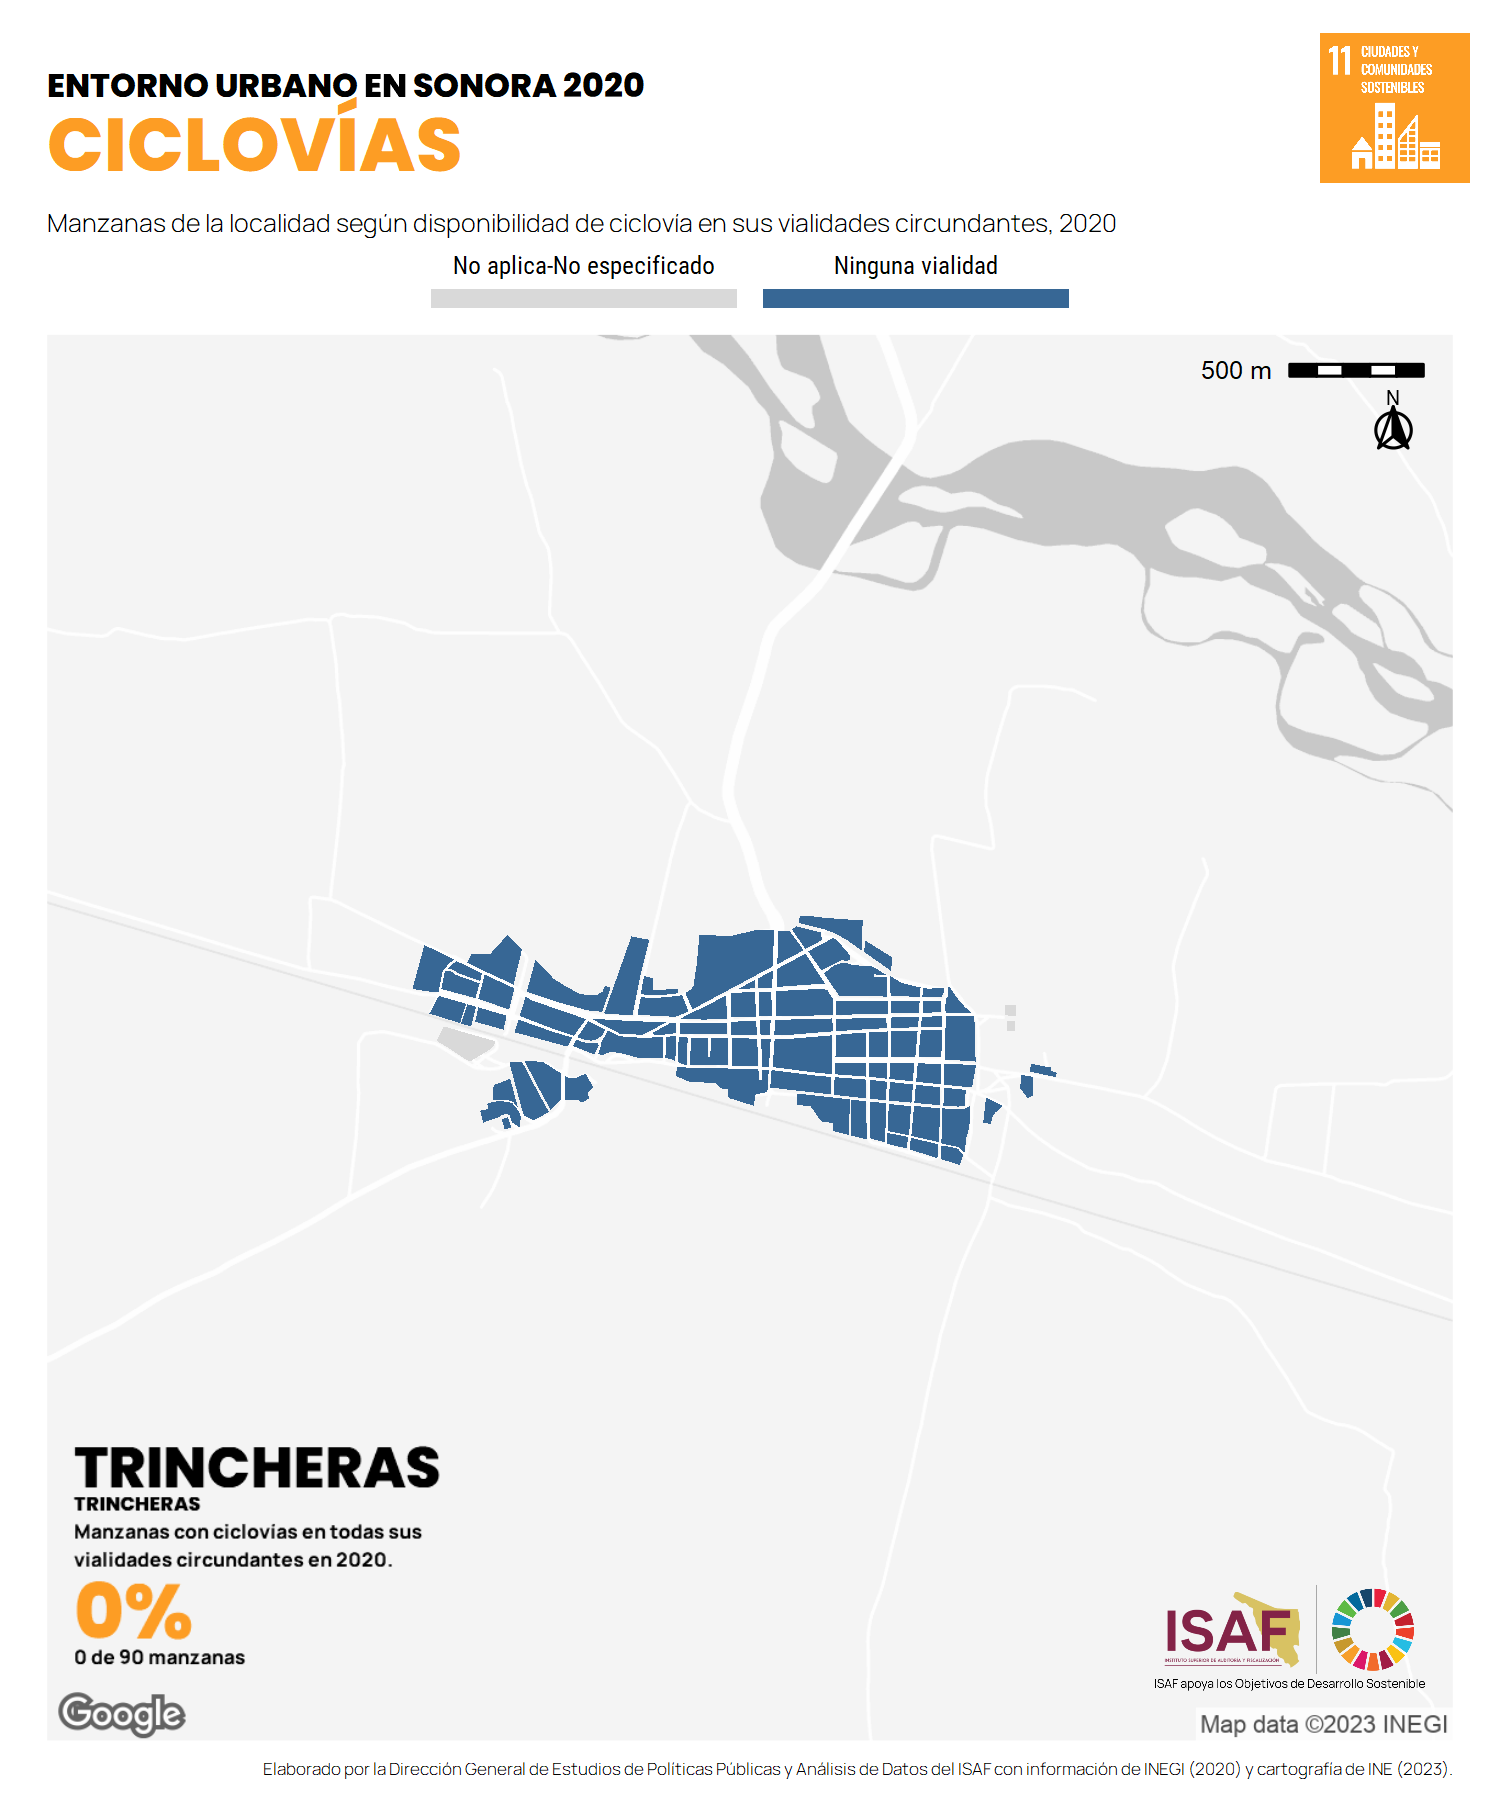 ENTORNO URBANO EN SONORA 2020
CICLOVÍAS
11 CIUDADES Y
COMUNIDADES
SOSTENIBLES
Manzanas de la localidad según disponibilidad de ciclovía en sus vialidades circundantes, 2020
No aplica-No especificado
Ninguna vialidad
500 m
N
TRINCHERAS
TRINCHERAS
Manzanas con ciclovias en todas sus
vialidades circundantes en 2020.
0%
0 de 90 manzanas
ISAF
INSTITUTO SUPERIOR DE AUDITORÍA Y FISCALIZACIÓN
ISAF apoya los Objetivos de Desarrollo Sostenible
Google
Map data ©2023 INEGI
Elaborado por la Dirección General de Estudios de Políticas Públicas y Análisis de Datos del ISAF con información de INEGI (2020) y cartografía de INE (2023).